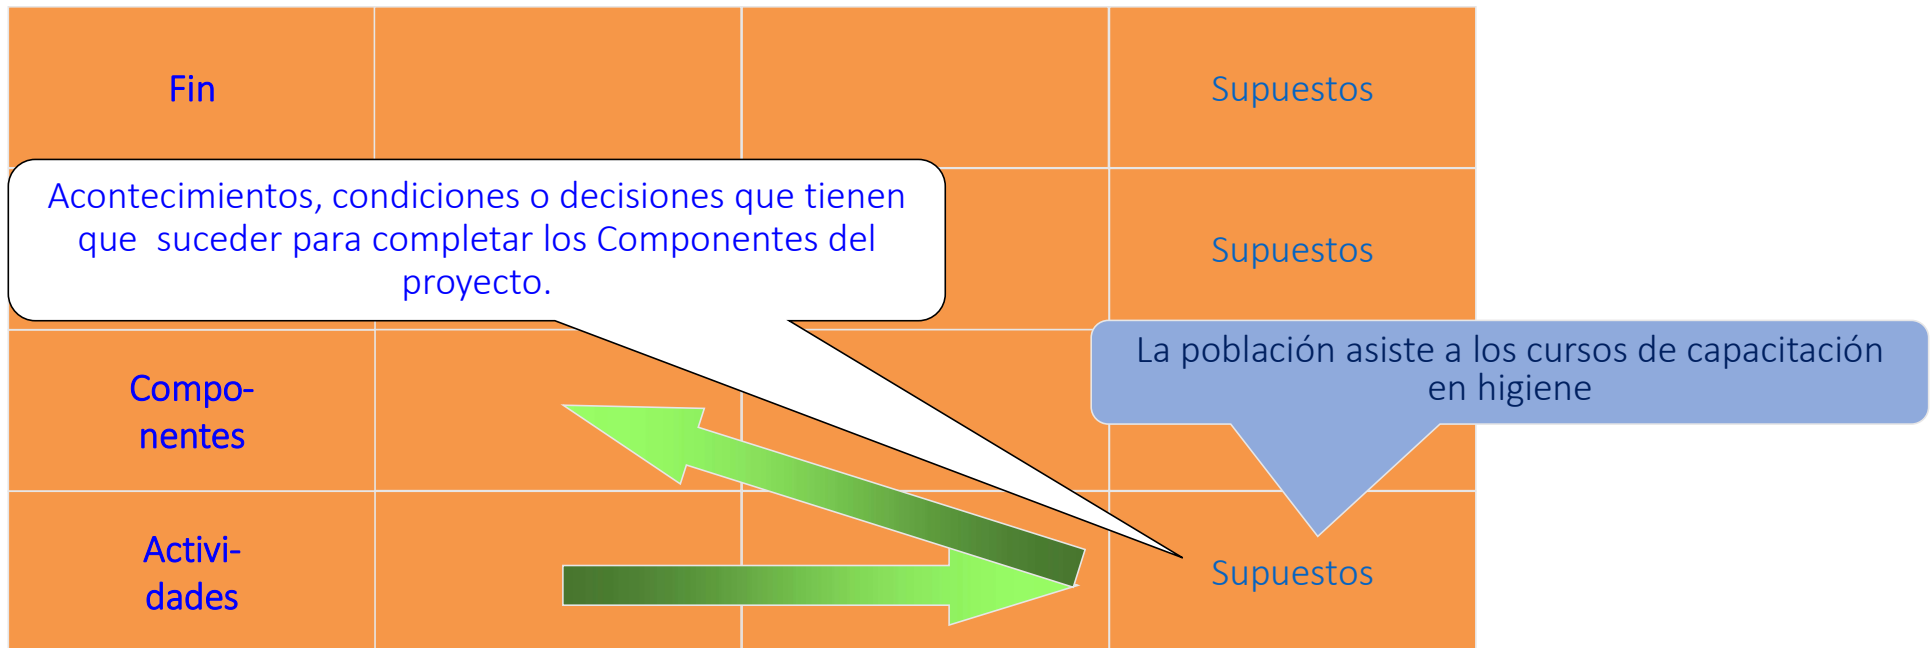 Fin
Supuestos
Acontecimientos, condiciones o decisiones que tienen
que suceder para completar los Componentes del
proyecto.
Supuestos
La población asiste a los cursos de capacitación
en higiene
Compo-
nentes
Activi-
dades
Supuestos